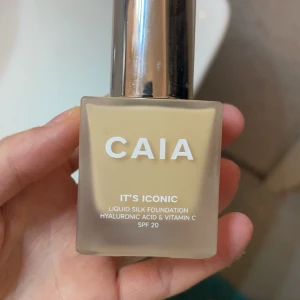 CAIA
IT'S ICONIC
LIQUID SILK FOUNDATION
HYALURONIC ACID & VITAMIN C
SPF 20